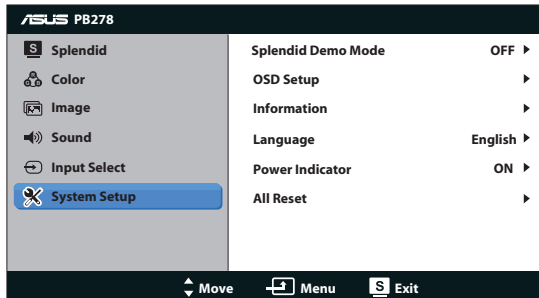 ASUS PB278
S Splendid
Color
Image
Sound
Input Select
System Setup
Splendid Demo Mode OFF
OSD Setup
Information
Language English
Power Indicator ON
All Reset
Move Menu S Exit